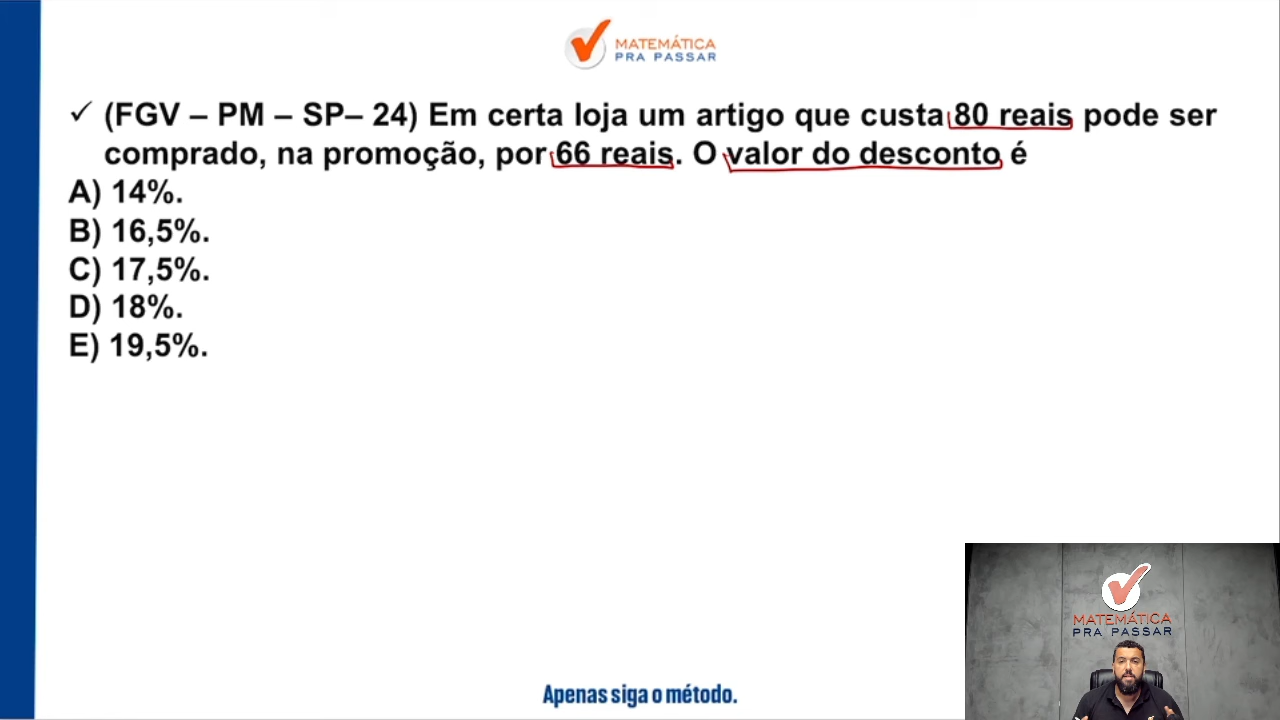 MATEMÁTICA
PRA PASSAR
✓ (FGV – PM – SP– 24) Em certa loja um artigo que custa 80 reais pode ser
comprado, na promoção, por 66 reais. O valor do desconto é
A) 14%.
B) 16,5%.
C) 17,5%.
D) 18%.
E) 19,5%.
MATEMÁTICA
PRA PASSAR
Apenas siga o método.